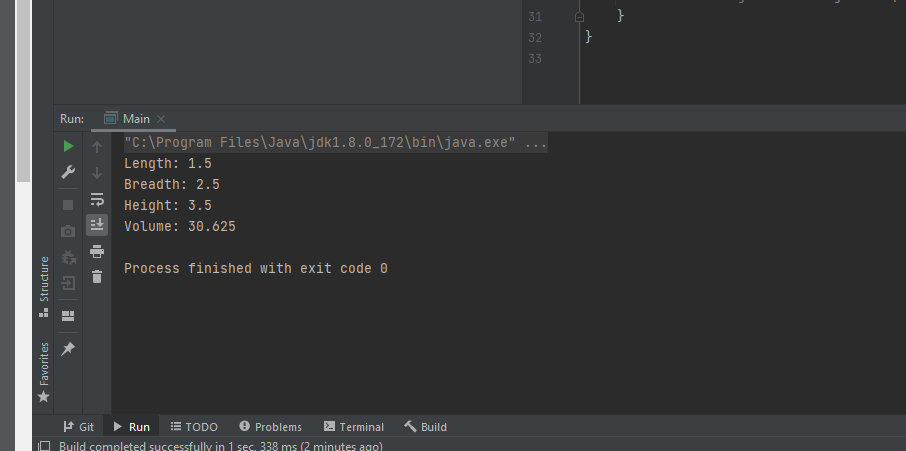 31 }
32 }
33
Run: Main
"C:\Program Files\Java\jdk1.8.0_172\bin\java.exe" ...
Length: 1.5
Breadth: 2.5
Height: 3.5
Volume: 30.625
Process finished with exit code 0
Structure
Favorites
Git Run TODO Problems Terminal Build
Build completed successfully in 1 sec, 338 ms (2 minutes ago)